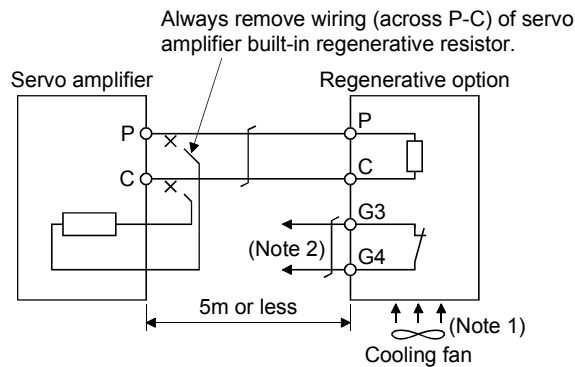 Always remove wiring (across P-C) of servo
amplifier built-in regenerative resistor.
Servo amplifier
Regenerative option
P
P
C
C
G3
(Note 2)
G4
5m or less
(Note 1)
Cooling fan